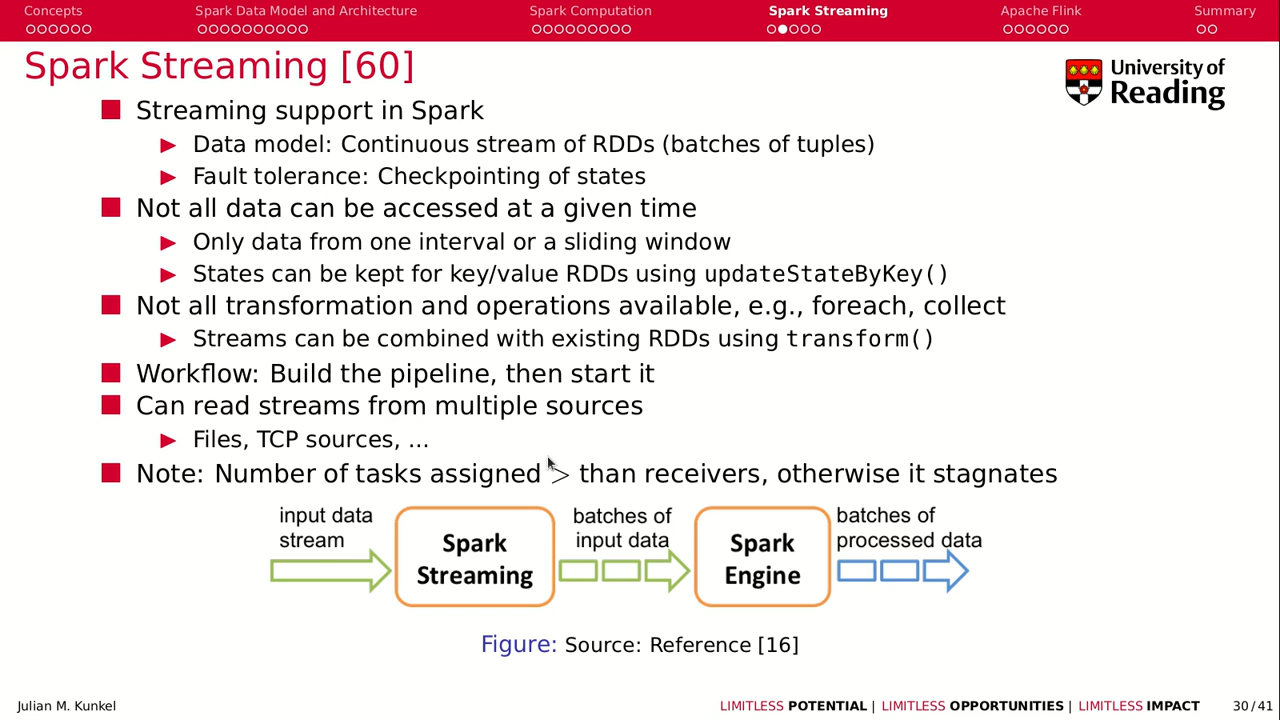 Concepts Spark Data Model and Architecture Spark Computation Spark Streaming Apache Flink Summary
Spark Streaming [60]
University of
Reading
Streaming support in Spark
Data model: Continuous stream of RDDs (batches of tuples)
Fault tolerance: Checkpointing of states
Not all data can be accessed at a given time
Only data from one interval or a sliding window
States can be kept for key/value RDDs using updateStateByKey()
Not all transformation and operations available, e.g., foreach, collect
Streams can be combined with existing RDDs using transform()
Workflow: Build the pipeline, then start it
Can read streams from multiple sources
Files, TCP sources, ...
Note: Number of tasks assigned > than receivers, otherwise it stagnates
input data
stream
Spark
Streaming
batches of
input data
Spark
Engine
batches of
processed data
Figure: Source: Reference [16]
Julian M. Kunkel LIMITLESS POTENTIAL | LIMITLESS OPPORTUNITIES | LIMITLESS IMPACT 30/41